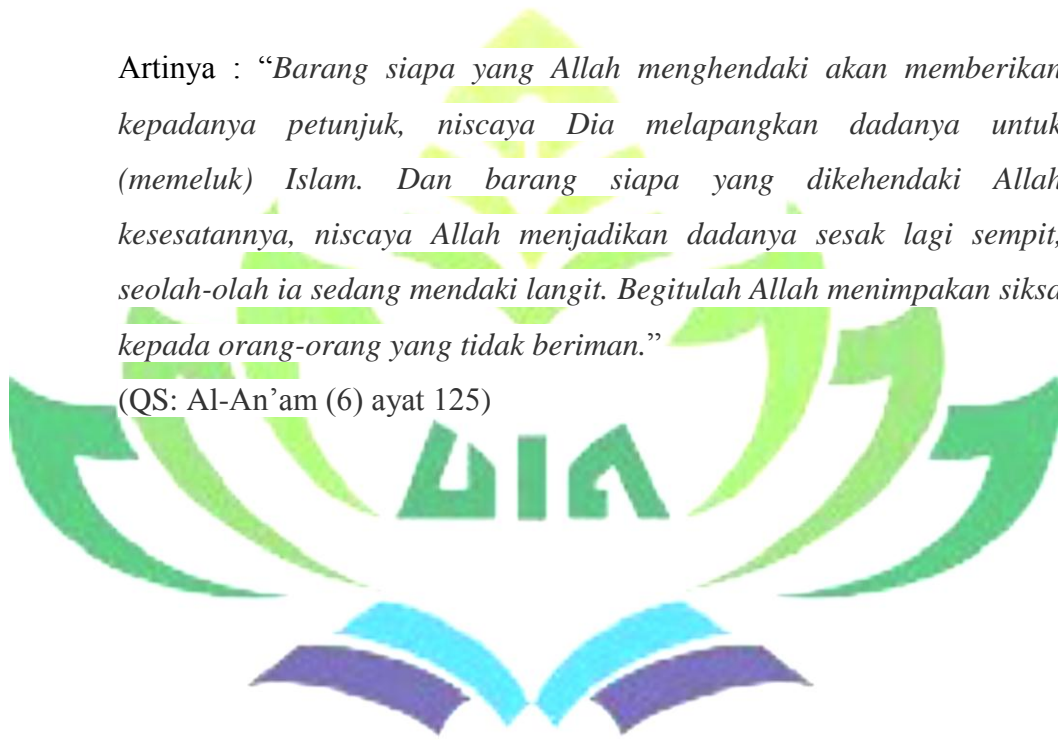 Artinya : “Barang siapa yang Allah menghendaki akan memberikan
kepadanya petunjuk, niscaya Dia melapangkan dadanya untuk
(memeluk) Islam. Dan barang siapa yang dikehendaki Allah
kesesatannya, niscaya Allah menjadikan dadanya sesak lagi sempit,
seolah-olah ia sedang mendaki langit. Begitulah Allah menimpakan siksa
kepada orang-orang yang tidak beriman.”
(QS: Al-An’am (6) ayat 125)
UIN